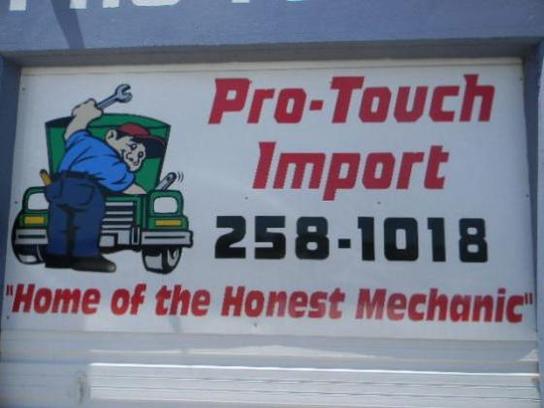 Pro-Touch
Import
258-1018
"Home of the Honest Mechanic"